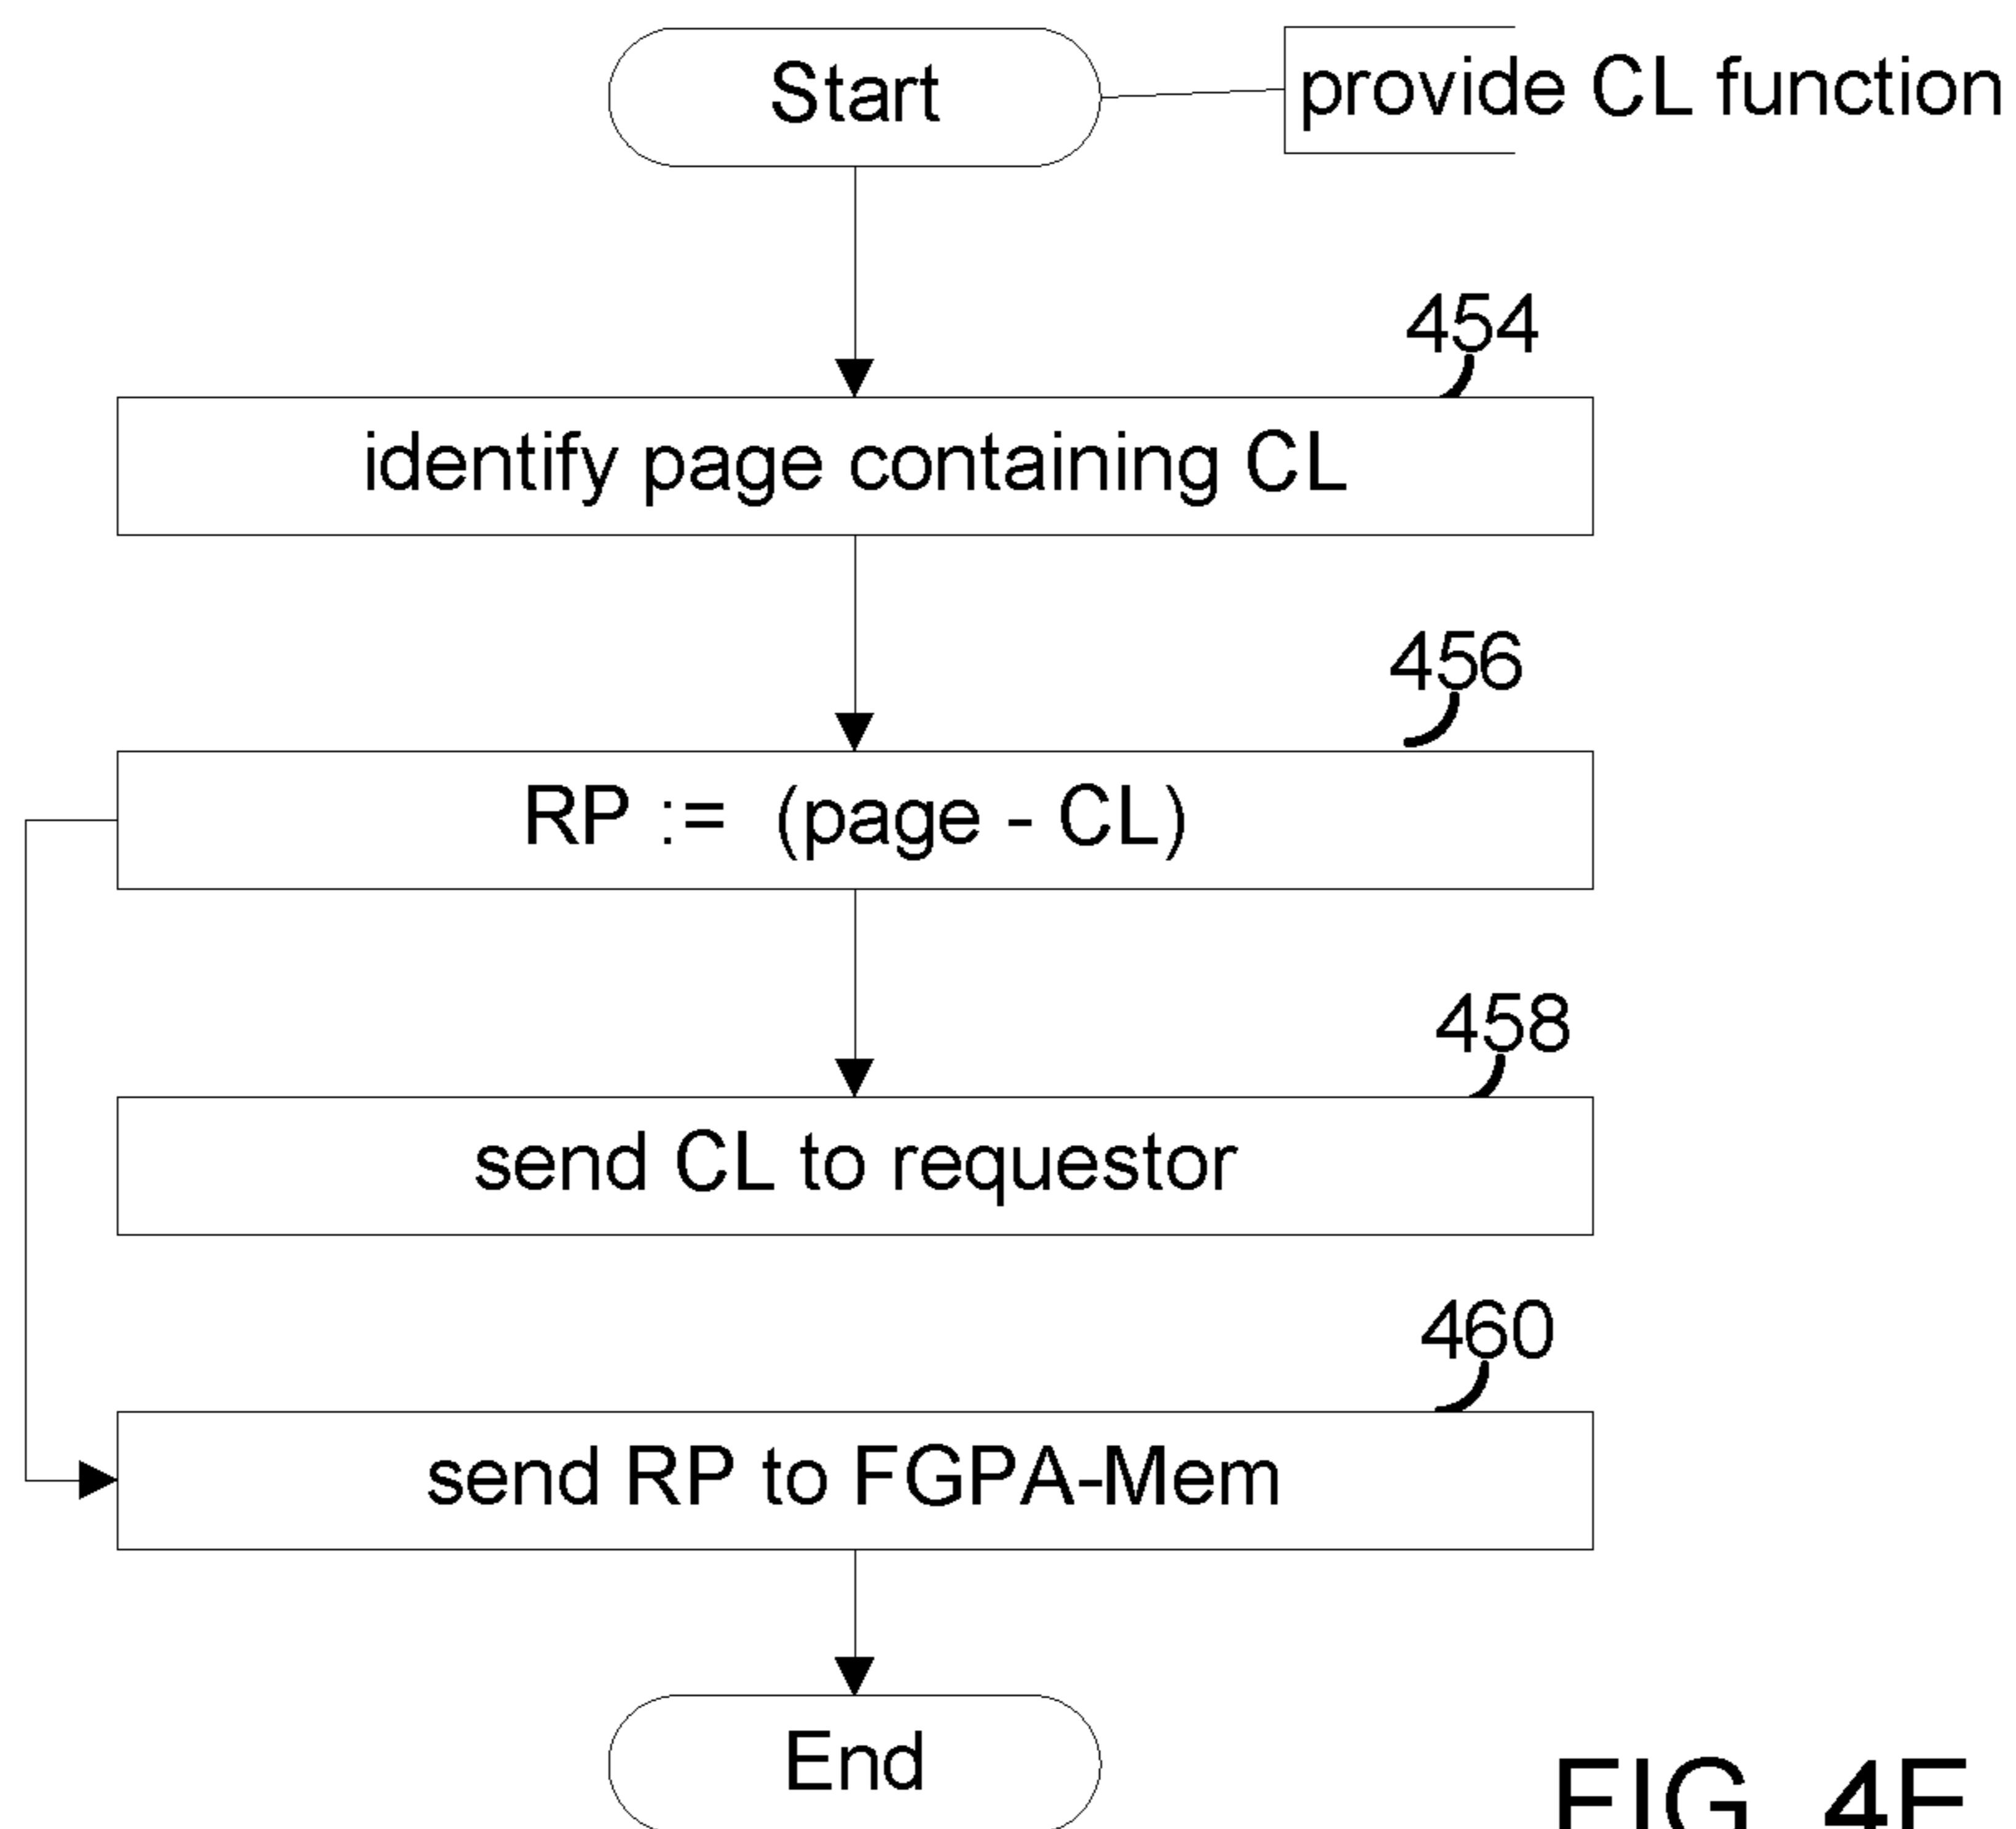 Start
provide CL function
454
identify page containing CL
456
RP := (page - CL)
458
send CL to requestor
460
send RP to FGPA-Mem
End
FIG